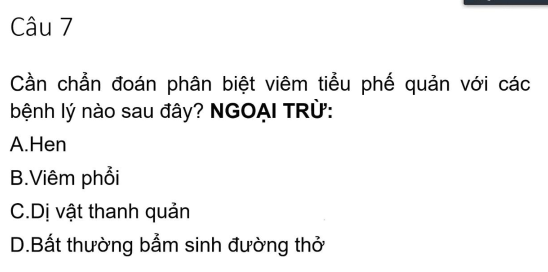 Câu 7
Cần chẩn đoán phân biệt viêm tiểu phế quản với các
bệnh lý nào sau đây? NGOẠI TRỪ:
A.Hen
B.Viêm phổi
C.Dị vật thanh quản
D.Bất thường bẩm sinh đường thở